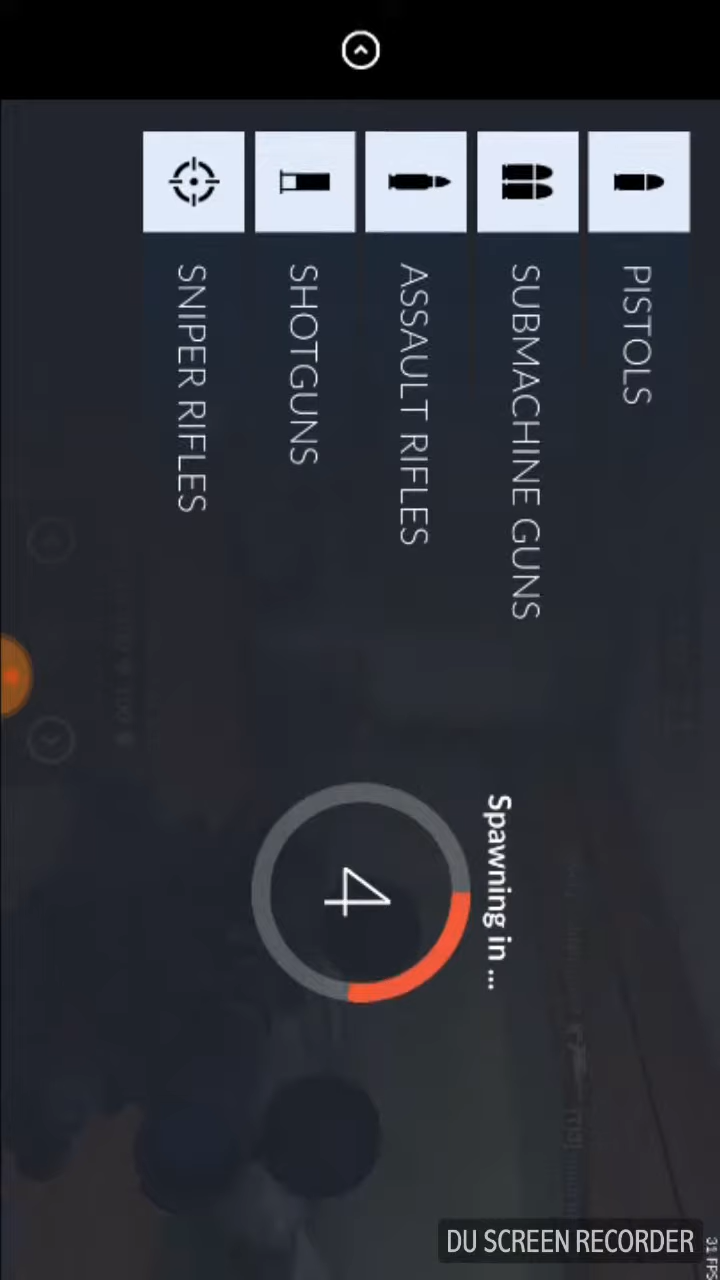 PISTOLS
SUBMACHINE GUNS
ASSAULT RIFLES
SHOTGUNS
SNIPER RIFLES
Spawning in ...
4
DU SCREEN RECORDER